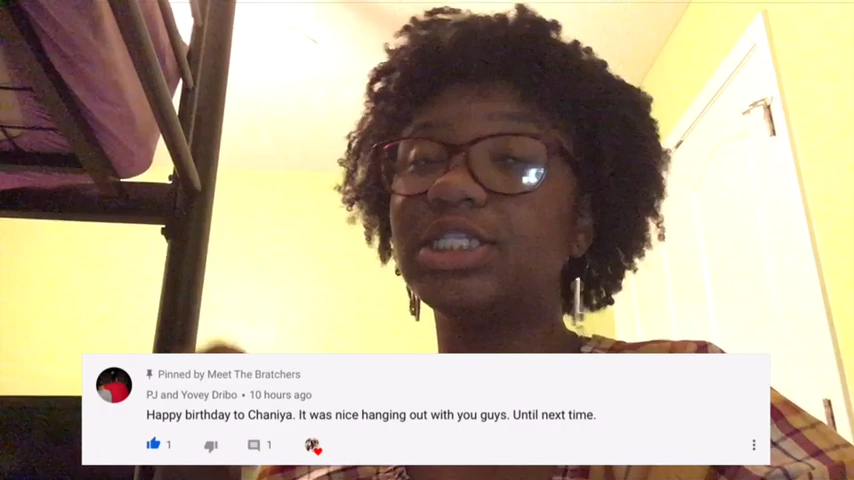 Pinned by Meet The Bratchers
PJ and Yovey Dribo • 10 hours ago
Happy birthday to Chaniya. It was nice hanging out with you guys. Until next time.
1 1